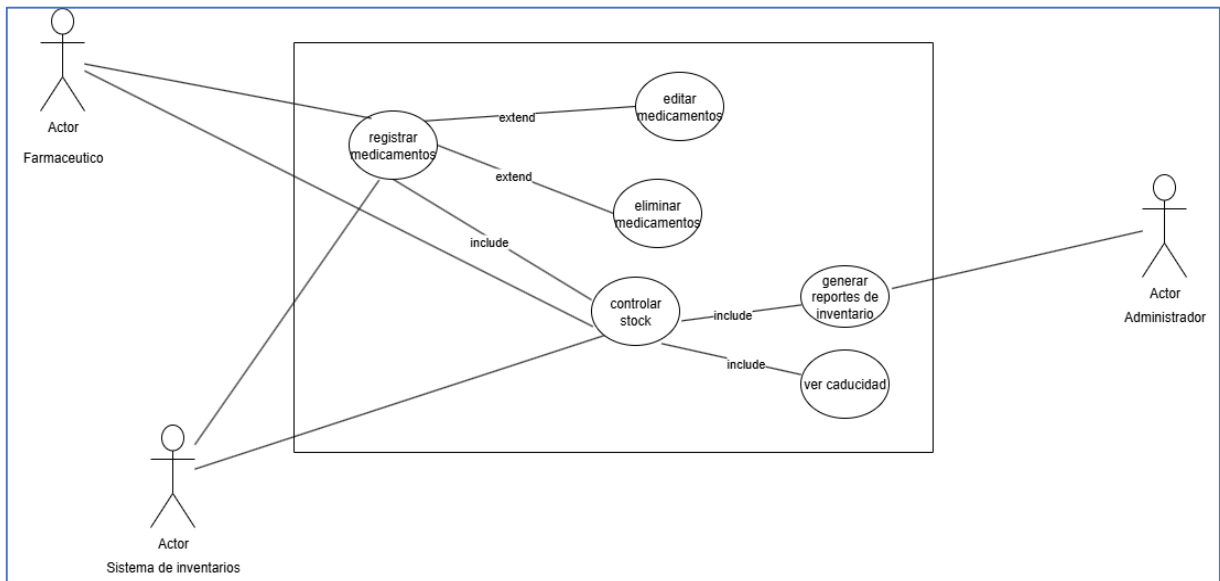 Actor
Farmaceutico
registrar
medicamentos
extend
editar
medicamentos
extend
eliminar
medicamentos
include
controlar
stock
include
generar
reportes de
inventario
include
ver caducidad
Actor
Administrador
Actor
Sistema de inventarios